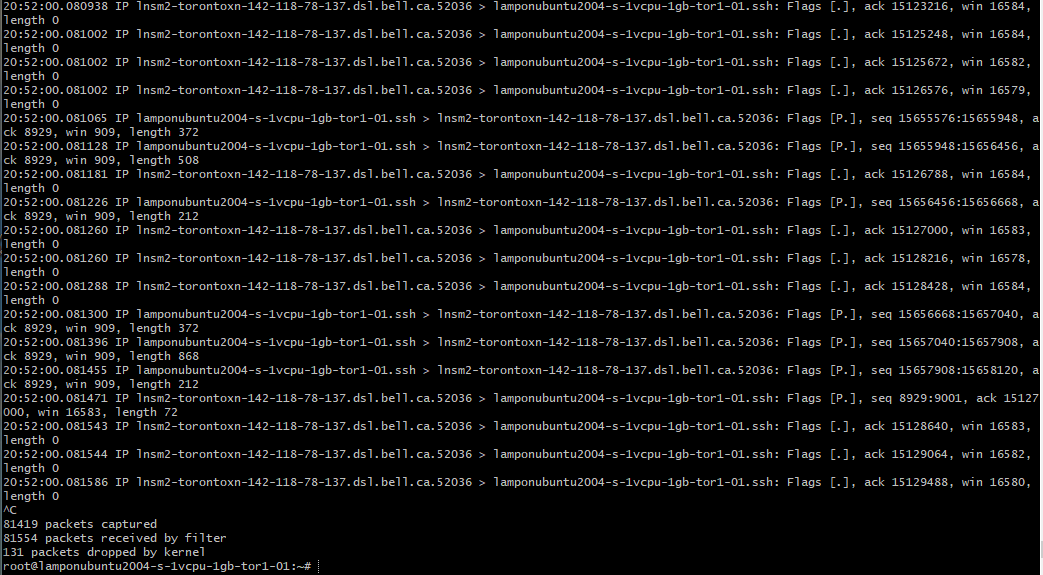 20:52:00.080938 IP lnsm2-torontoxn-142-118-78-137.dsl.bell.ca.52036 > lamponubuntu2004-s-1vcpu-1gb-tor1-01.ssh: Flags [.], ack 15123216, win 16584,
length 0
20:52:00.081002 IP lnsm2-torontoxn-142-118-78-137.dsl.bell.ca.52036 > lamponubuntu2004-s-1vcpu-1gb-tor1-01.ssh: Flags [.], ack 15125248, win 16584,
length 0
20:52:00.081002 IP lnsm2-torontoxn-142-118-78-137.dsl.bell.ca.52036 > lamponubuntu2004-s-1vcpu-1gb-tor1-01.ssh: Flags [.], ack 15125672, win 16582,
length 0
20:52:00.081002 IP lnsm2-torontoxn-142-118-78-137.dsl.bell.ca.52036 > lamponubuntu2004-s-1vcpu-1gb-tor1-01.ssh: Flags [.], ack 15126576, win 16579,
length 0
20:52:00.081065 IP lamponubuntu2004-s-1vcpu-1gb-tor1-01.ssh > lnsm2-torontoxn-142-118-78-137.dsl.bell.ca.52036: Flags [P.], seq 15655576:15655948, a
ck 8929, win 909, length 372
20:52:00.081128 IP lamponubuntu2004-s-1vcpu-1gb-tor1-01.ssh > lnsm2-torontoxn-142-118-78-137.dsl.bell.ca.52036: Flags [P.], seq 15655948:15656456, a
ck 8929, win 909, length 508
20:52:00.081181 IP lnsm2-torontoxn-142-118-78-137.dsl.bell.ca.52036 > lamponubuntu2004-s-1vcpu-1gb-tor1-01.ssh: Flags [.], ack 15126788, win 16584,
length 0
20:52:00.081226 IP lamponubuntu2004-s-1vcpu-1gb-tor1-01.ssh > lnsm2-torontoxn-142-118-78-137.dsl.bell.ca.52036: Flags [P.], seq 15656456:15656668, a
ck 8929, win 909, length 212
20:52:00.081260 IP lnsm2-torontoxn-142-118-78-137.dsl.bell.ca.52036 > lamponubuntu2004-s-1vcpu-1gb-tor1-01.ssh: Flags [.], ack 15127000, win 16583,
length 0
20:52:00.081260 IP lnsm2-torontoxn-142-118-78-137.dsl.bell.ca.52036 > lamponubuntu2004-s-1vcpu-1gb-tor1-01.ssh: Flags [.], ack 15128216, win 16578,
length 0
20:52:00.081288 IP lnsm2-torontoxn-142-118-78-137.dsl.bell.ca.52036 > lamponubuntu2004-s-1vcpu-1gb-tor1-01.ssh: Flags [.], ack 15128428, win 16584,
length 0
20:52:00.081300 IP lamponubuntu2004-s-1vcpu-1gb-tor1-01.ssh > lnsm2-torontoxn-142-118-78-137.dsl.bell.ca.52036: Flags [P.], seq 15656668:15657040, a
ck 8929, win 909, length 372
20:52:00.081396 IP lamponubuntu2004-s-1vcpu-1gb-tor1-01.ssh > lnsm2-torontoxn-142-118-78-137.dsl.bell.ca.52036: Flags [P.], seq 15657040:15657908, a
ck 8929, win 909, length 868
20:52:00.081455 IP lamponubuntu2004-s-1vcpu-1gb-tor1-01.ssh > lnsm2-torontoxn-142-118-78-137.dsl.bell.ca.52036: Flags [P.], seq 15657908:15658120, a
ck 8929, win 909, length 212
20:52:00.081471 IP lnsm2-torontoxn-142-118-78-137.dsl.bell.ca.52036 > lamponubuntu2004-s-1vcpu-1gb-tor1-01.ssh: Flags [P.], seq 8929:9001, ack 15127
000, win 16583, length 72
20:52:00.081543 IP lnsm2-torontoxn-142-118-78-137.dsl.bell.ca.52036 > lamponubuntu2004-s-1vcpu-1gb-tor1-01.ssh: Flags [.], ack 15128640, win 16583,
length 0
20:52:00.081544 IP lnsm2-torontoxn-142-118-78-137.dsl.bell.ca.52036 > lamponubuntu2004-s-1vcpu-1gb-tor1-01.ssh: Flags [.], ack 15129064, win 16582,
length 0
20:52:00.081586 IP lnsm2-torontoxn-142-118-78-137.dsl.bell.ca.52036 > lamponubuntu2004-s-1vcpu-1gb-tor1-01.ssh: Flags [.], ack 15129488, win 16580,
length 0
^C
81419 packets captured
81554 packets received by filter
131 packets dropped by kernel
root@lamponubuntu2004-s-1vcpu-1gb-tor1-01:~#